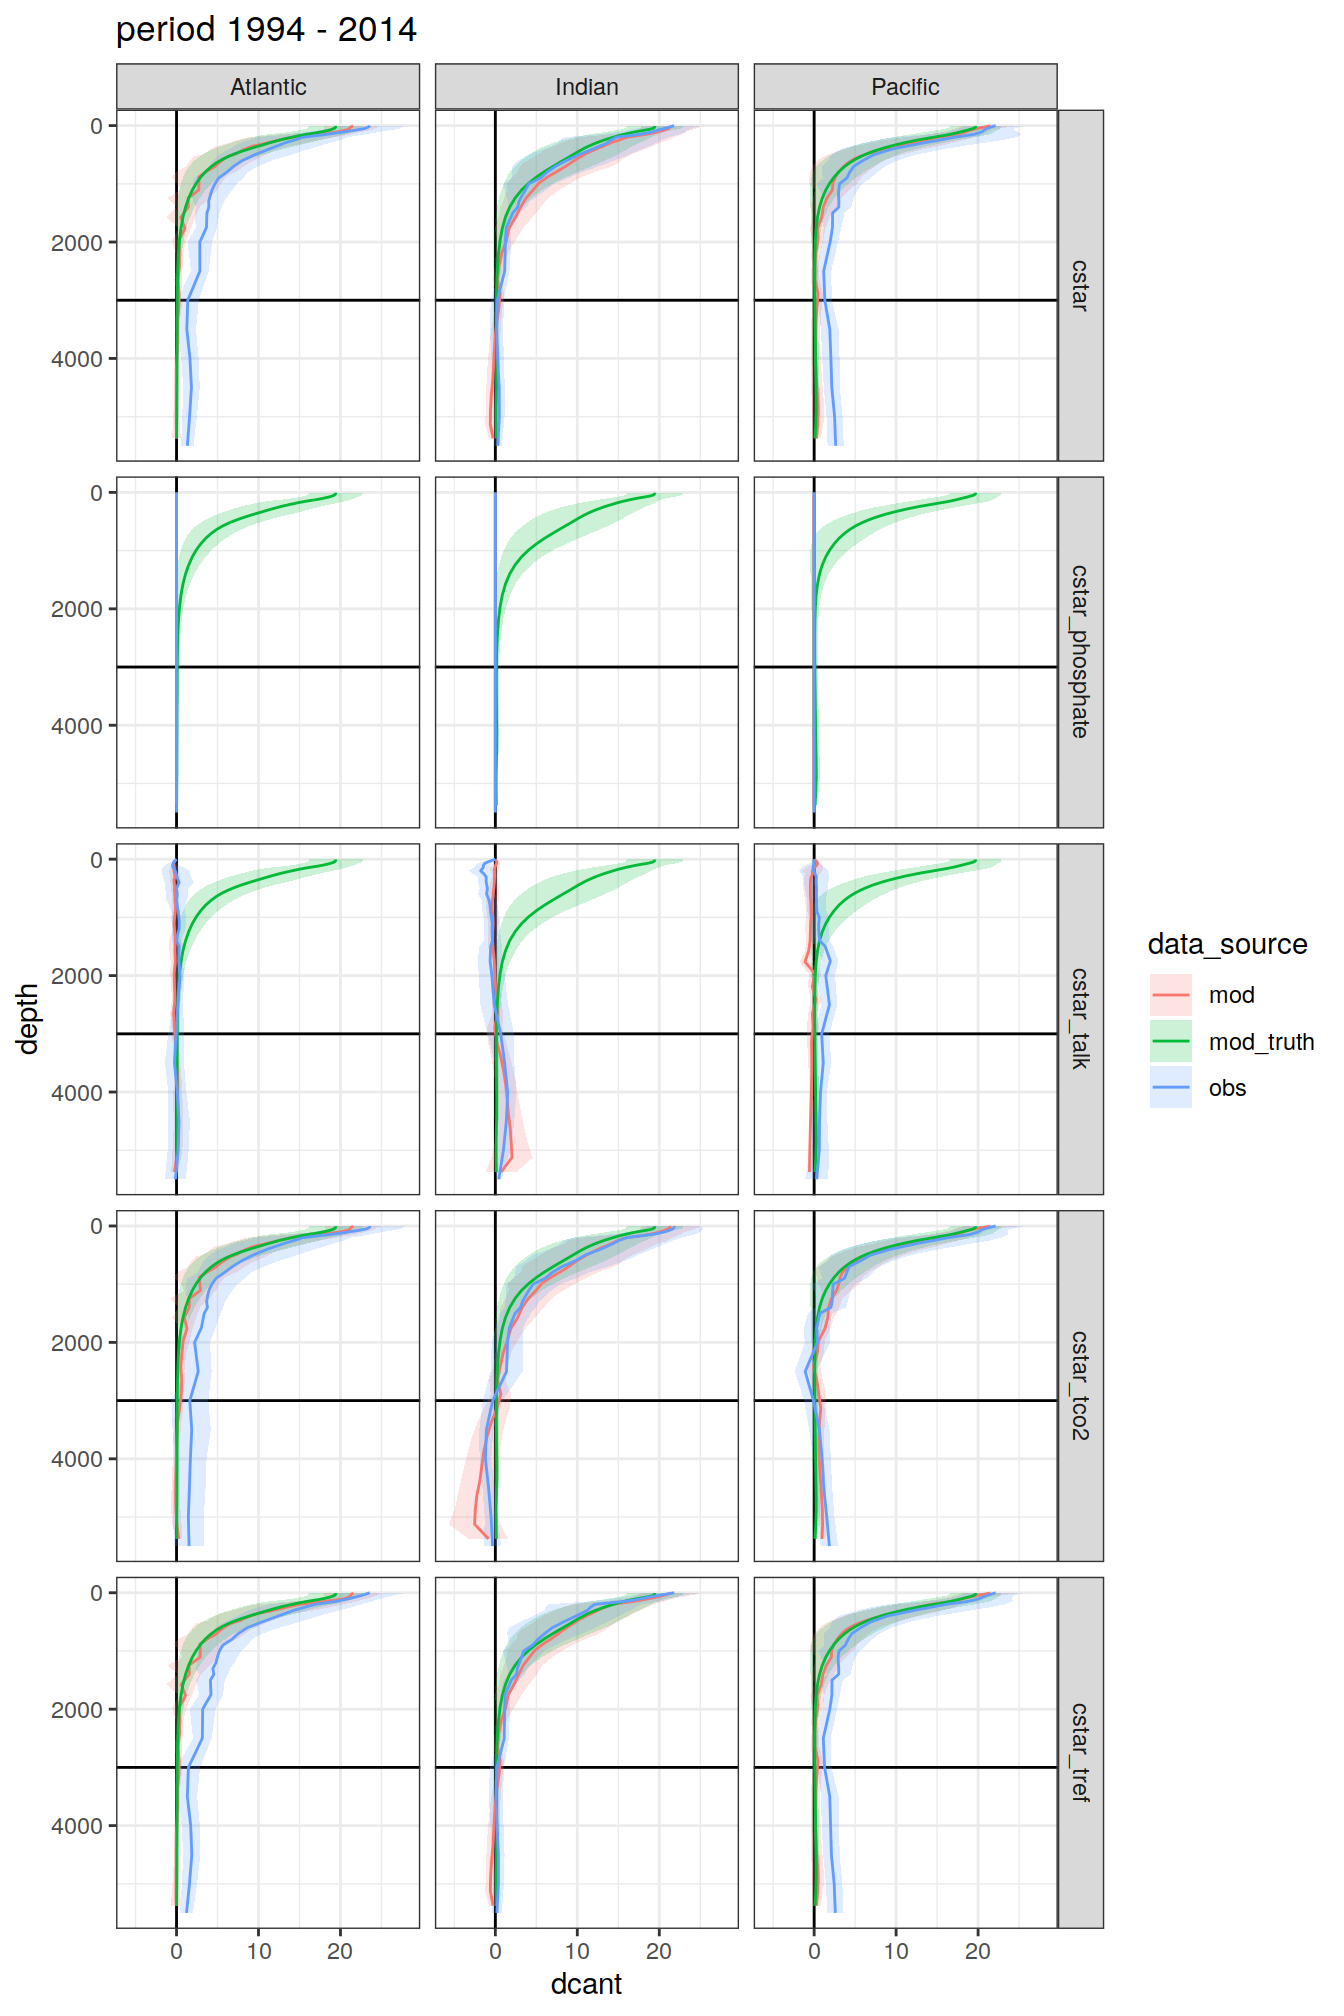 period 1994 - 2014
Atlantic
Indian
Pacific
0
2000
4000
cstar
0
2000
4000
cstar_phosphate
0
2000
4000
cstar_talk
0
2000
4000
cstar_tco2
0
2000
4000
cstar_tref
0 10 20
0 10 20
0 10 20
dcant
depth
data_source
mod
mod_truth
obs